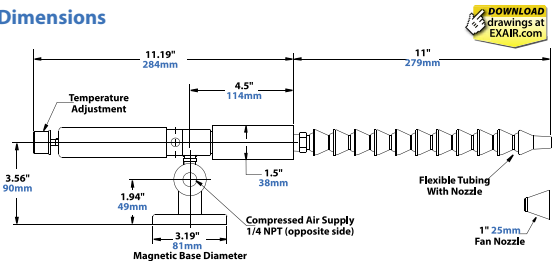 Dimensions
DOWNLOAD
drawings at
EXAIR.com
11.19"
284mm
11"
279mm
4.5"
114mm
Temperature
Adjustment
3.56"
90mm
1.94"
49mm
1.5"
38mm
Flexible Tubing
With Nozzle
Compressed Air Supply
1/4 NPT (opposite side)
1" 25mm
Fan Nozzle
3.19"
81mm
Magnetic Base Diameter